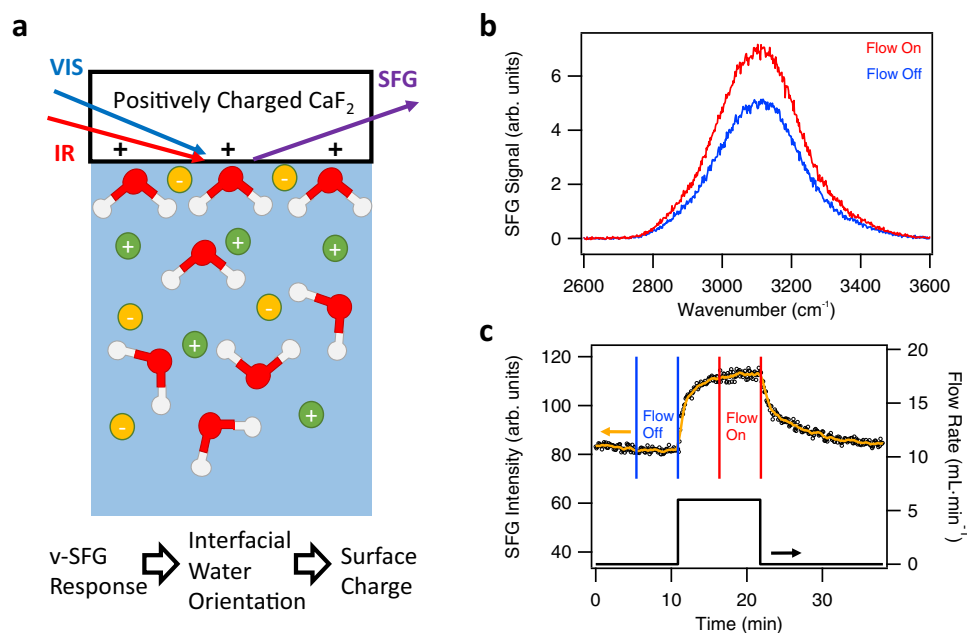 a
VIS
SFG
Positively Charged CaF₂
IR
+ + +
- -
+ + +
- -
+
- +
v-SFG
Response
Interfacial
Water
Orientation
Surface
Charge
b
Flow On
Flow Off
SFG Signal (arb. units)
6
4
2
0
2600 2800 3000 3200 3400 3600
Wavenumber (cm⁻¹)
c
SFG Intensity (arb. units)
120
100
80
60
40
Flow
Off
Flow
On
20
15
10
5
0
Flow Rate (mL·min⁻¹)
0 10 20 30
Time (min)